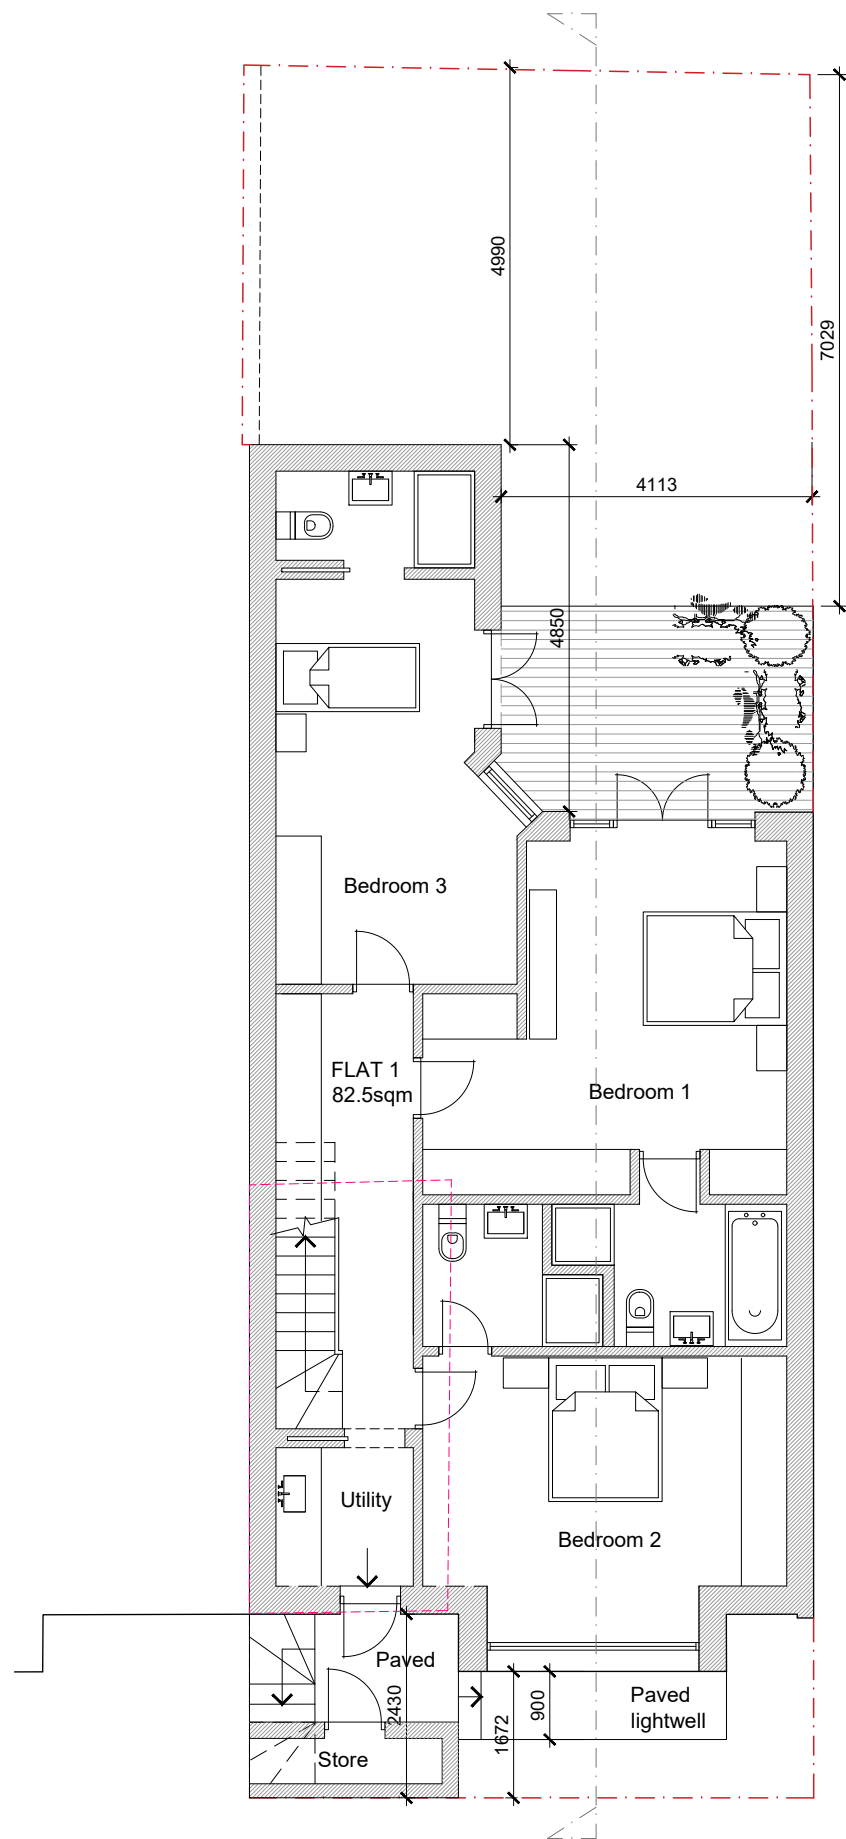 4990
7029
4113
4850
Bedroom 3
FLAT 1
82.5sqm
Bedroom 1
Utility
Bedroom 2
Paved
2430
1672
900
Paved
lightwell
Store